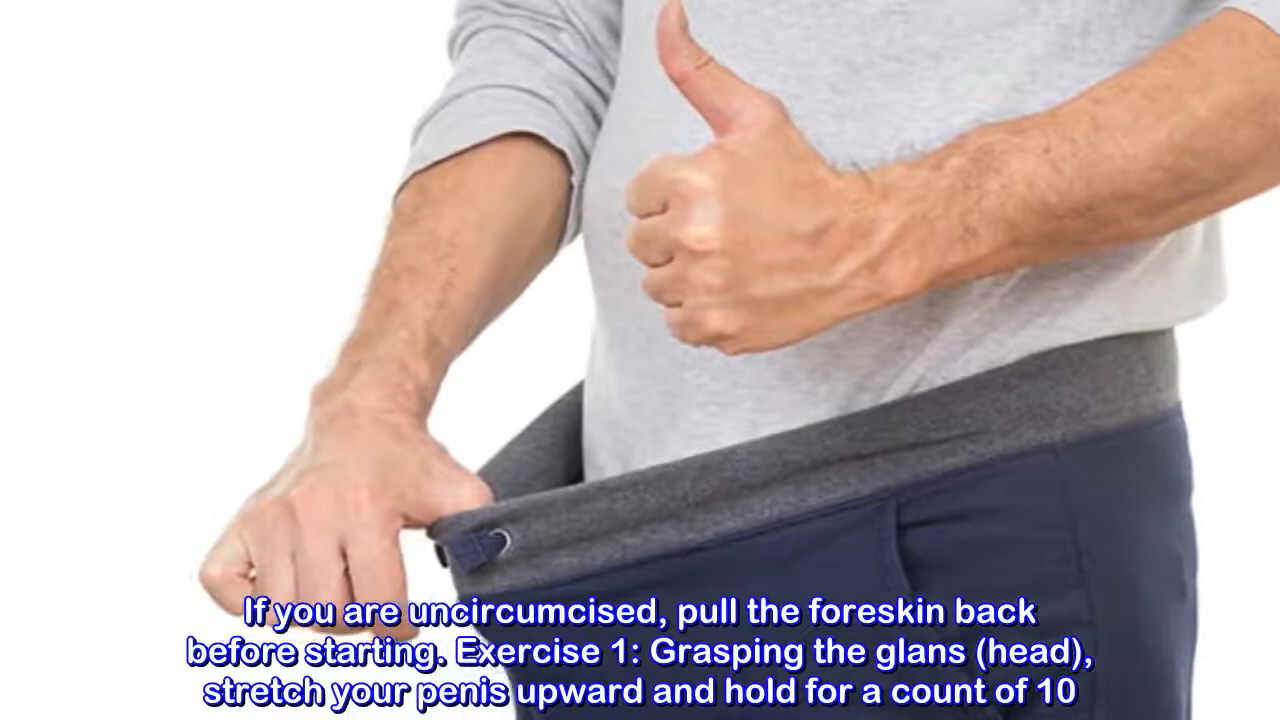 If you are uncircumcised, pull the foreskin back
before starting. Exercise 1: Grasping the glans (head),
stretch your penis upward and hold for a count of 10